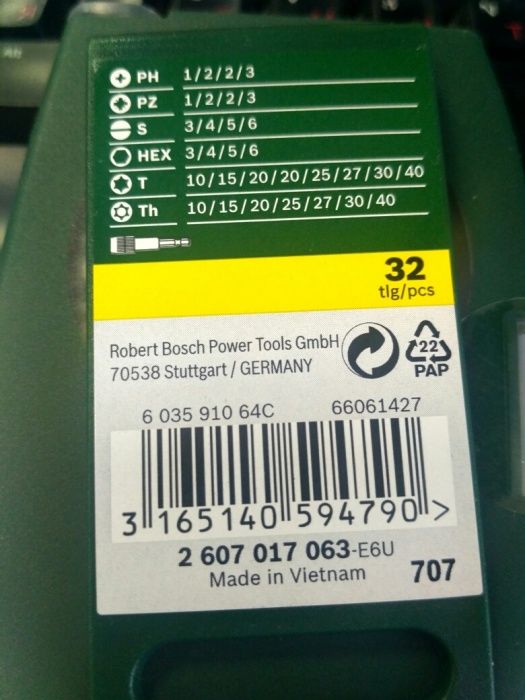 PH 1/2/2/3
PZ 1/2/2/3
S 3/4/5/6
HEX 3/4/5/6
T 10/15/20/20/25/27/30/40
Th 10/15/20/25/27/30/40
32
tlg/pcs
Robert Bosch Power Tools GmbH
70538 Stuttgart / GERMANY
22
PAP
6 035 910 64C 66061427
3 165140 594790 >
2 607 017 063-E6U
Made in Vietnam 707